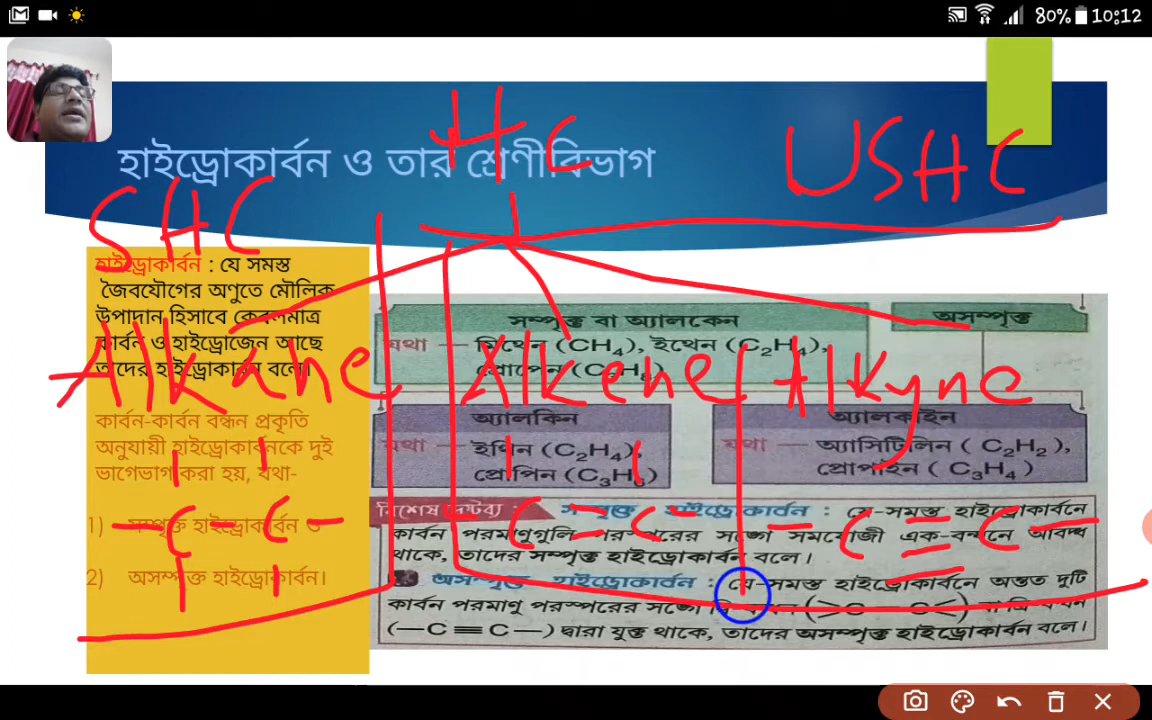 80% 10:12
HC
USHC
হাইড্রোকার্বন ও তার শ্রেণীবিভাগ
SHC
হাইড্রোকার্বন : যে সমস্ত
জৈবযৌগের অণুতে মৌলিক
উপাদান হিসাবে কেবলমাত্র
কার্বন ও হাইড্রোজেন আছে
তাদের হাইড্রোকার্বন বলে।
Alkane Alkene Alkyne
কার্বন-কার্বন বন্ধন প্রকৃতি
অনুযায়ী হাইড্রোকার্বনকে দুই
ভাগেভাগ করা হয়, যথা-
1) সম্পৃক্ত হাইড্রোকার্বন ও
2) অসম্পৃক্ত হাইড্রোকার্বন।
সম্পৃক্ত বা অ্যালকেন
যথা — মিথেন (CH₄), ইথেন (C₂H₄),
প্রোপেন
অসম্পৃক্ত
অ্যালকিন
যথা — ইথিন (C₂H₄),
প্রোপিন (C₃H₆)
অ্যালকাইন
যথা — অ্যাসিটিলিন ( C₂H₂),
প্রোপাইন ( C₃H₄)
–C–C– –C=C– –C≡C–
বিশেষ দ্রষ্টব্য : সম্পৃক্ত হাইড্রোকার্বন : যে-সমস্ত হাইড্রোকার্বনে
কার্বন পরমাণুগুলি পরস্পরের সঙ্গে সমযোজী এক-বন্ধনে আবদ্ধ
থাকে, তাদের সম্পৃক্ত হাইড্রোকার্বন বলে।
অসম্পৃক্ত হাইড্রোকার্বন : যে-সমস্ত হাইড্রোকার্বনে অন্তত দুটি
কার্বন পরমাণু পরস্পরের সঙ্গে
(—C≡C—) দ্বারা যুক্ত থাকে, তাদের অসম্পৃক্ত হাইড্রোকার্বন বলে।